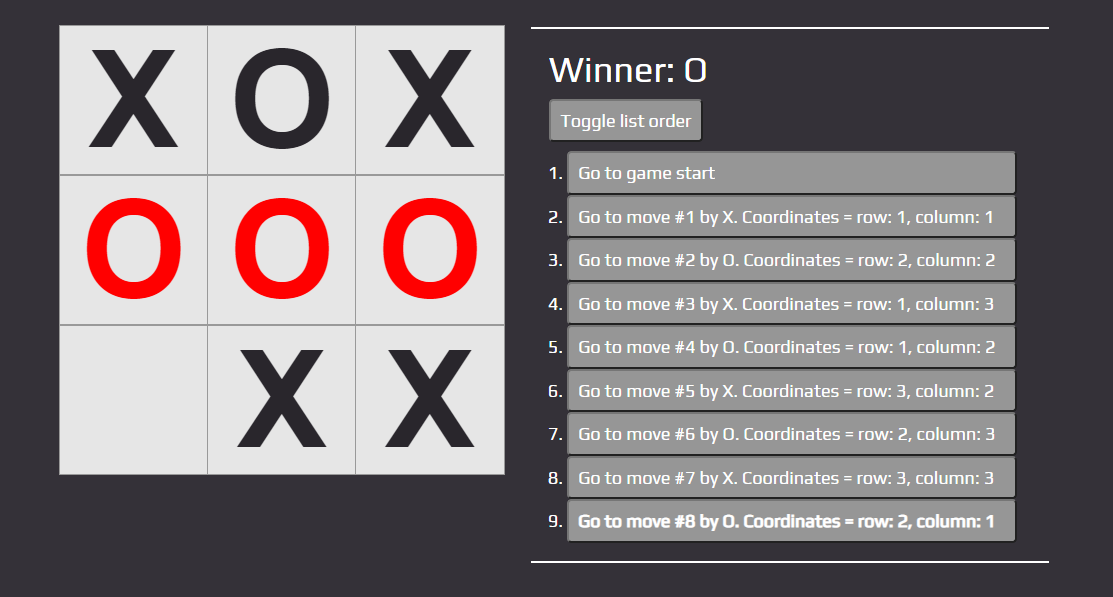 X O X
O O O
X X
Winner: O
Toggle list order
1. Go to game start
2. Go to move #1 by X. Coordinates = row: 1, column: 1
3. Go to move #2 by O. Coordinates = row: 2, column: 2
4. Go to move #3 by X. Coordinates = row: 1, column: 3
5. Go to move #4 by O. Coordinates = row: 1, column: 2
6. Go to move #5 by X. Coordinates = row: 3, column: 2
7. Go to move #6 by O. Coordinates = row: 2, column: 3
8. Go to move #7 by X. Coordinates = row: 3, column: 3
9. Go to move #8 by O. Coordinates = row: 2, column: 1